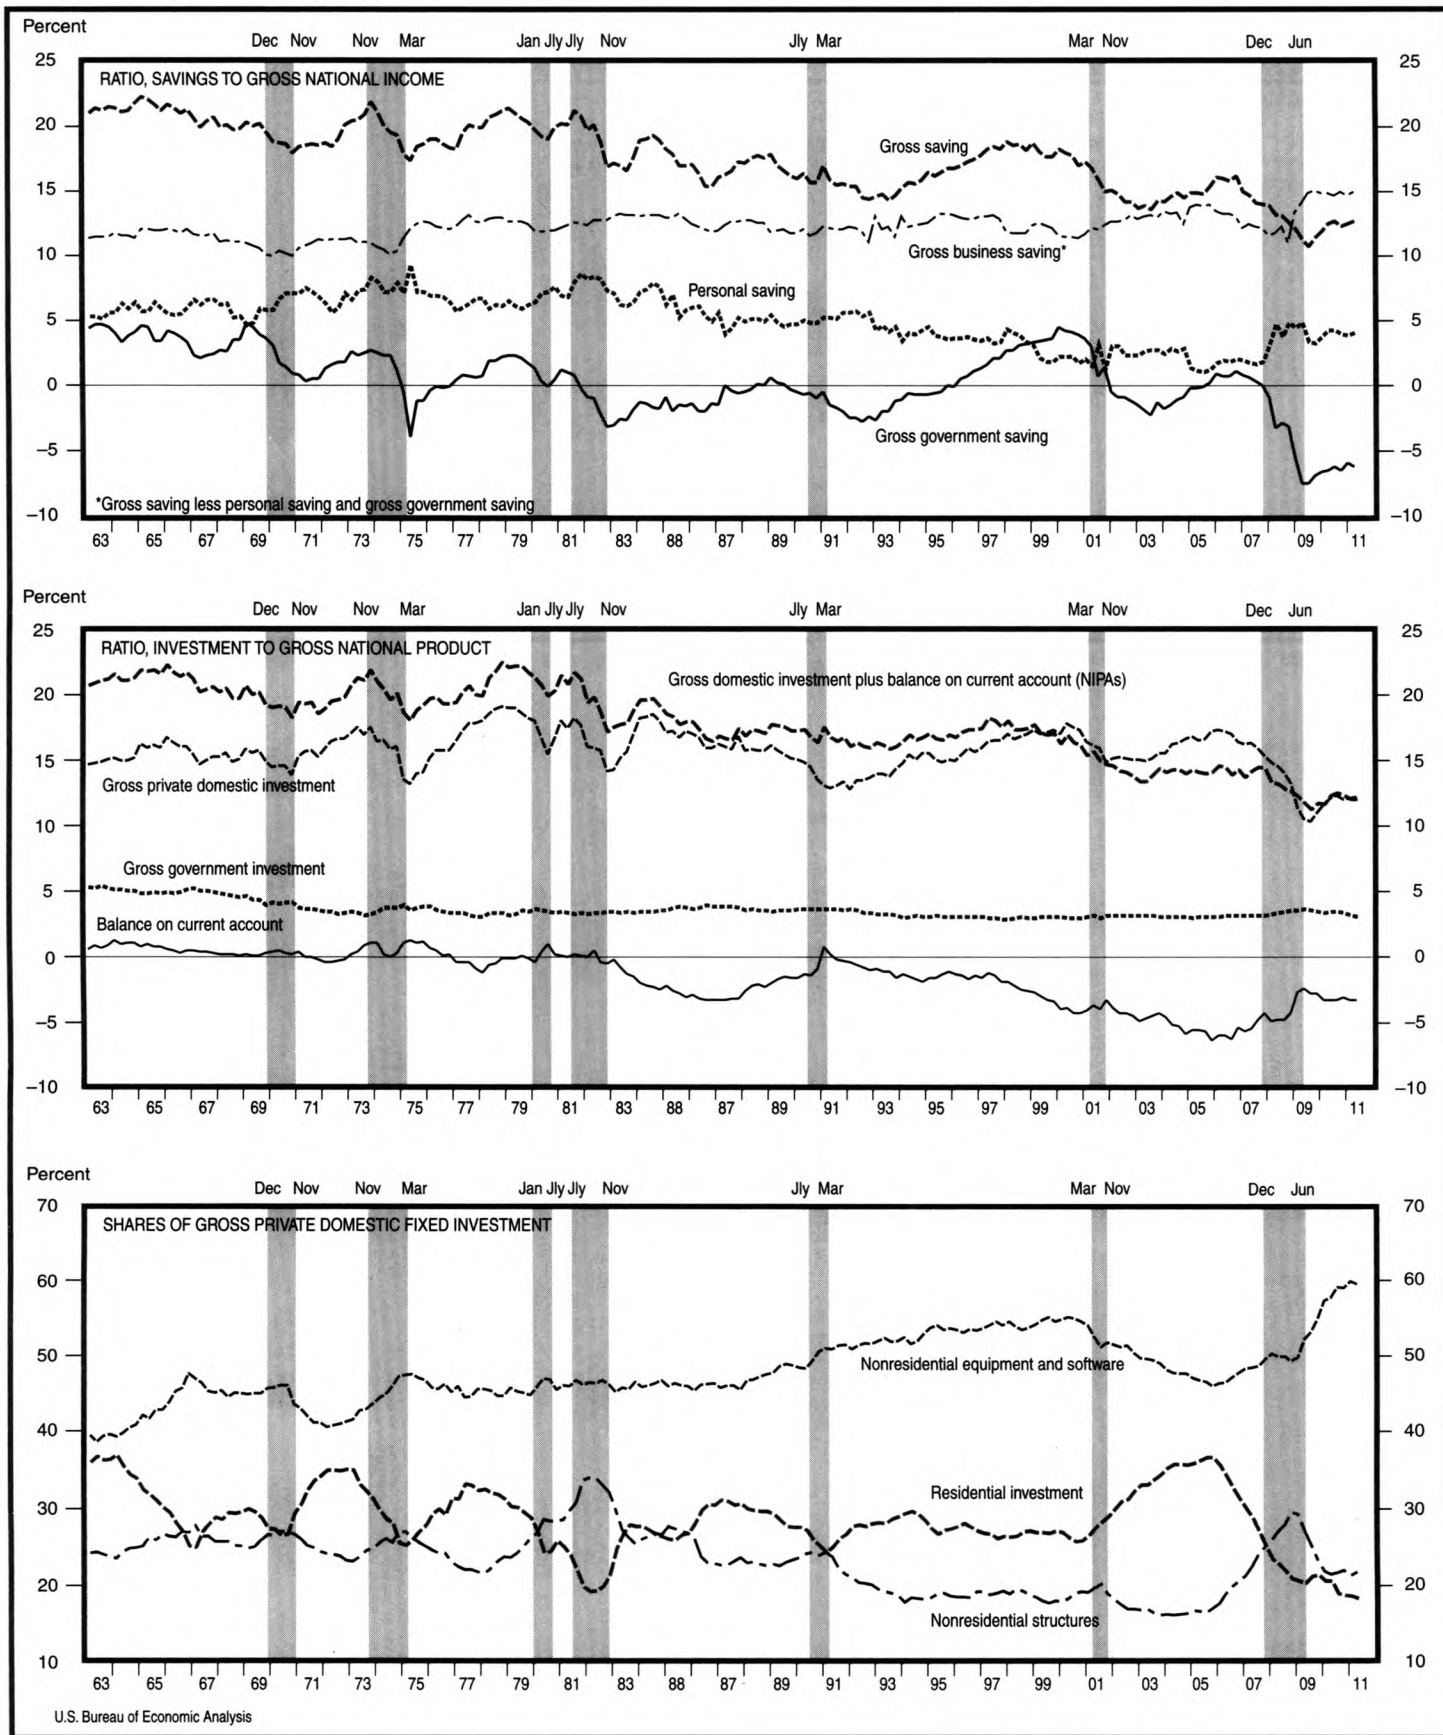 Percent
Dec Nov Nov Mar Jan Jly Jly Nov Jly Mar Mar Nov Dec Jun
25 25
RATIO, SAVINGS TO GROSS NATIONAL INCOME
20 20
Gross saving
15 15
Gross business saving*
10 10
Personal saving
5 5
0 0
Gross government saving
–5 –5
*Gross saving less personal saving and gross government saving
–10 –10
63 65 67 69 71 73 75 77 79 81 83 88 87 89 91 93 95 97 99 01 03 05 07 09 11
Percent
Dec Nov Nov Mar Jan Jly Jly Nov Jly Mar Mar Nov Dec Jun
25 25
RATIO, INVESTMENT TO GROSS NATIONAL PRODUCT
Gross domestic investment plus balance on current account (NIPAs)
20 20
15 15
Gross private domestic investment
10 10
Gross government investment
5 5
Balance on current account
0 0
–5 –5
–10 –10
63 65 67 69 71 73 75 77 79 81 83 88 87 89 91 93 95 97 99 01 03 05 07 09 11
Percent
Dec Nov Nov Mar Jan Jly Jly Nov Jly Mar Mar Nov Dec Jun
70 70
SHARES OF GROSS PRIVATE DOMESTIC FIXED INVESTMENT
60 60
50 50
Nonresidential equipment and software
40 40
Residential investment
30 30
20 20
Nonresidential structures
10 10
63 65 67 69 71 73 75 77 79 81 83 88 87 89 91 93 95 97 99 01 03 05 07 09 11
U.S. Bureau of Economic Analysis